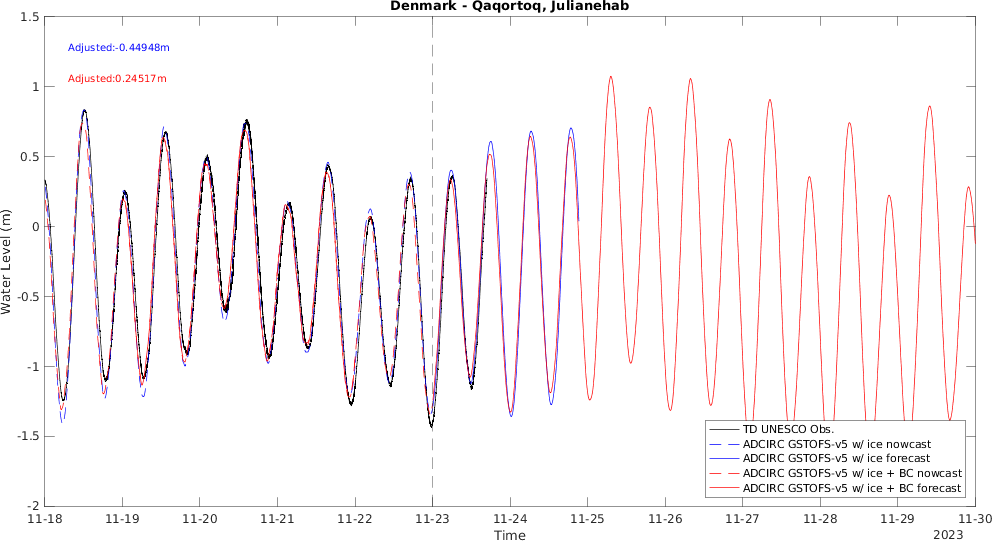 Denmark - Qaqortoq, Julianehab
Adjusted:-0.44948m
Adjusted:0.24517m
Water Level (m)
1.5
1
0.5
0
-0.5
-1
-1.5
-2
TD UNESCO Obs.
ADCIRC GSTOFS-v5 w/ ice nowcast
ADCIRC GSTOFS-v5 w/ ice forecast
ADCIRC GSTOFS-v5 w/ ice + BC nowcast
ADCIRC GSTOFS-v5 w/ ice + BC forecast
11-18 11-19 11-20 11-21 11-22 11-23 11-24 11-25 11-26 11-27 11-28 11-29 11-30
Time
2023